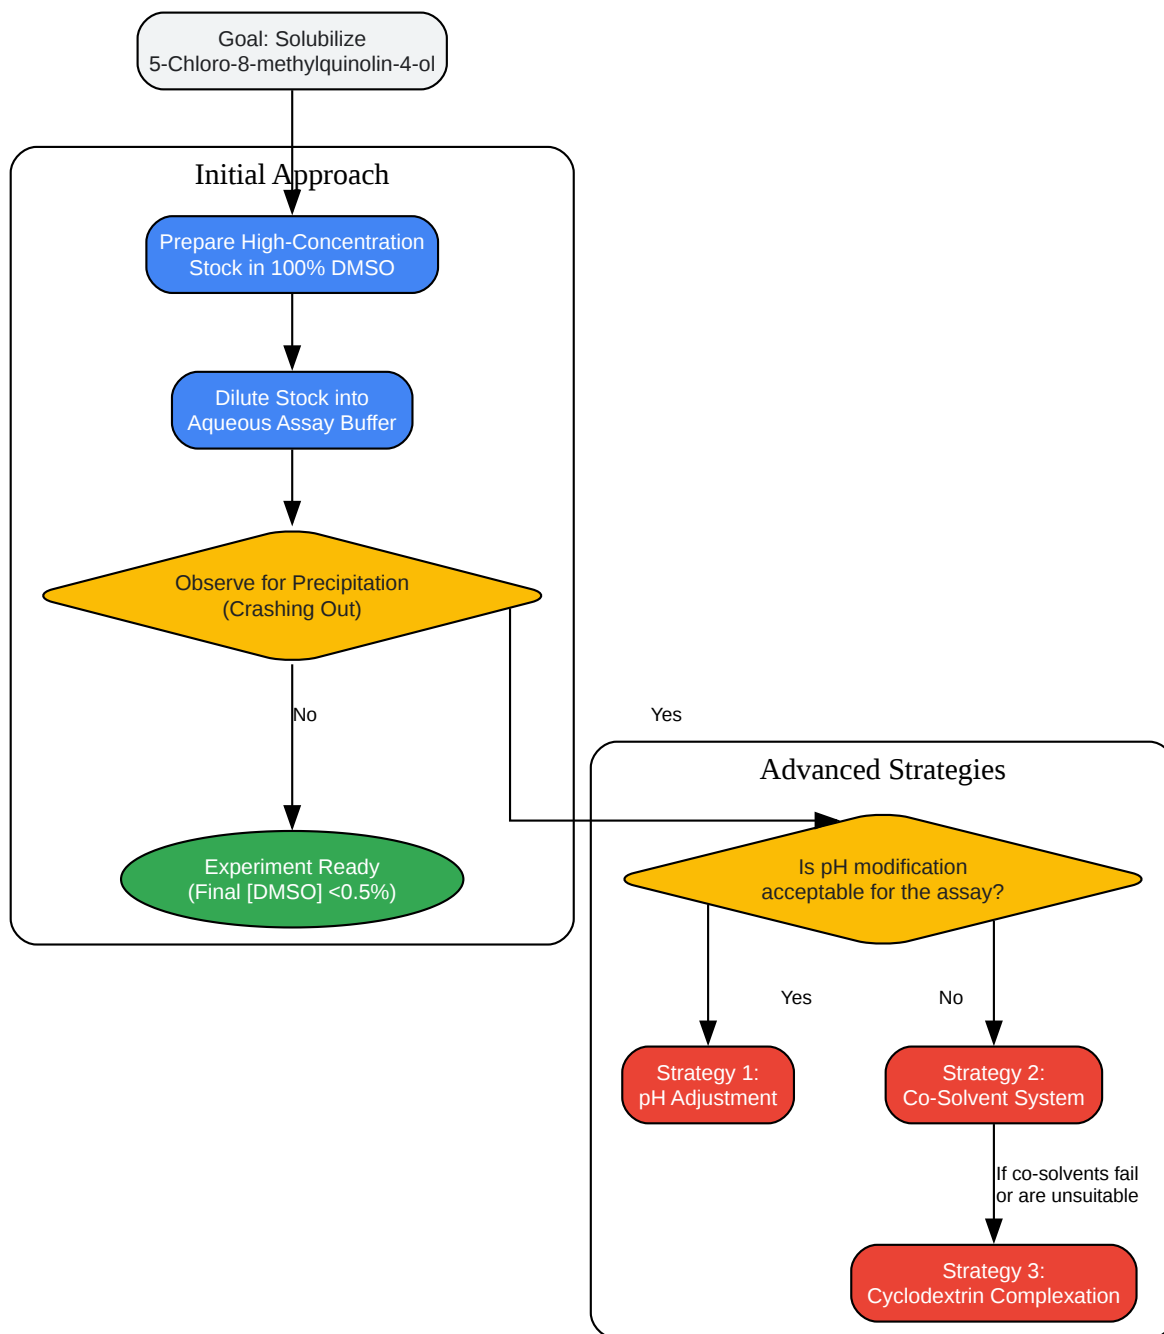 Goal: Solubilize
5-Chloro-8-methylquinolin-4-ol
Initial Approach
Prepare High-Concentration
Stock in 100% DMSO
Dilute Stock into
Aqueous Assay Buffer
Observe for Precipitation
(Crashing Out)
No
Yes
Experiment Ready
(Final [DMSO] <0.5%)
Advanced Strategies
Is pH modification
acceptable for the assay?
Yes
No
Strategy 1:
pH Adjustment
Strategy 2:
Co-Solvent System
If co-solvents fail
or are unsuitable
Strategy 3:
Cyclodextrin Complexation